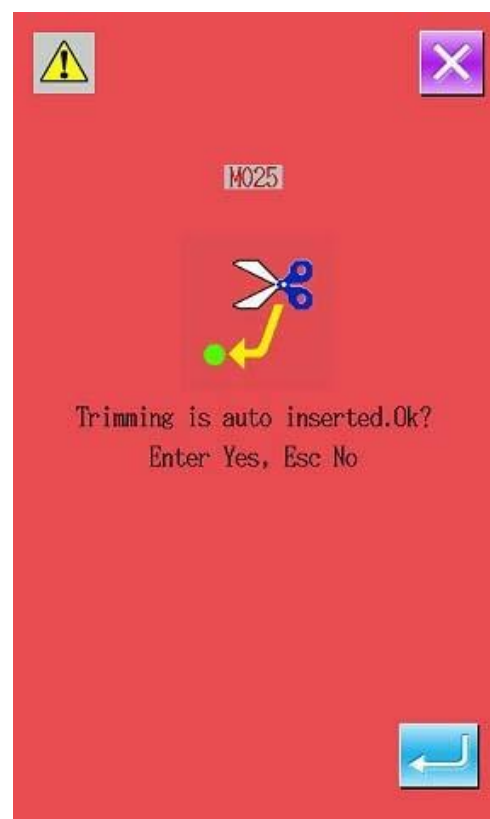 M025
Trimming is auto inserted.Ok?
Enter Yes, Esc No